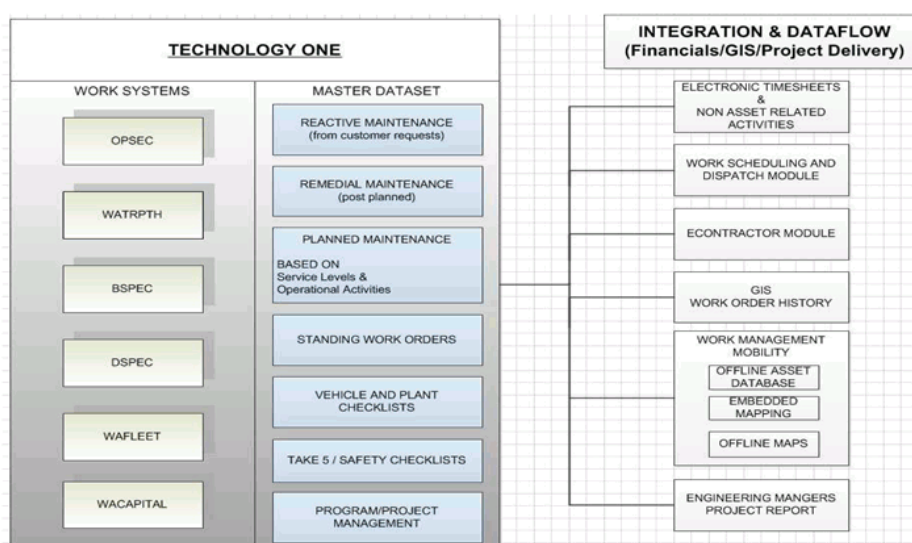 TECHNOLOGY ONE
WORK SYSTEMS
OPSEC
WATRPTH
BSPEC
DSPEC
WAFLEET
WACAPITAL
MASTER DATASET
REACTIVE MAINTENANCE
(from customer requests)
REMEDIAL MAINTENANCE
(post planned)
PLANNED MAINTENANCE
BASED ON
Service Levels &
Operational Activities
STANDING WORK ORDERS
VEHICLE AND PLANT
CHECKLISTS
TAKE 5 / SAFETY CHECKLISTS
PROGRAM/PROJECT
MANAGEMENT
INTEGRATION & DATAFLOW
(Financials/GIS/Project Delivery)
ELECTRONIC TIMESHEETS
&
NON ASSET RELATED
ACTIVITIES
WORK SCHEDULING AND
DISPATCH MODULE
ECONTRACTOR MODULE
GIS
WORK ORDER HISTORY
WORK MANAGEMENT
MOBILITY
OFFLINE ASSET
DATABASE
EMBEDDED
MAPPING
OFFLINE MAPS
ENGINEERING MANGERS
PROJECT REPORT